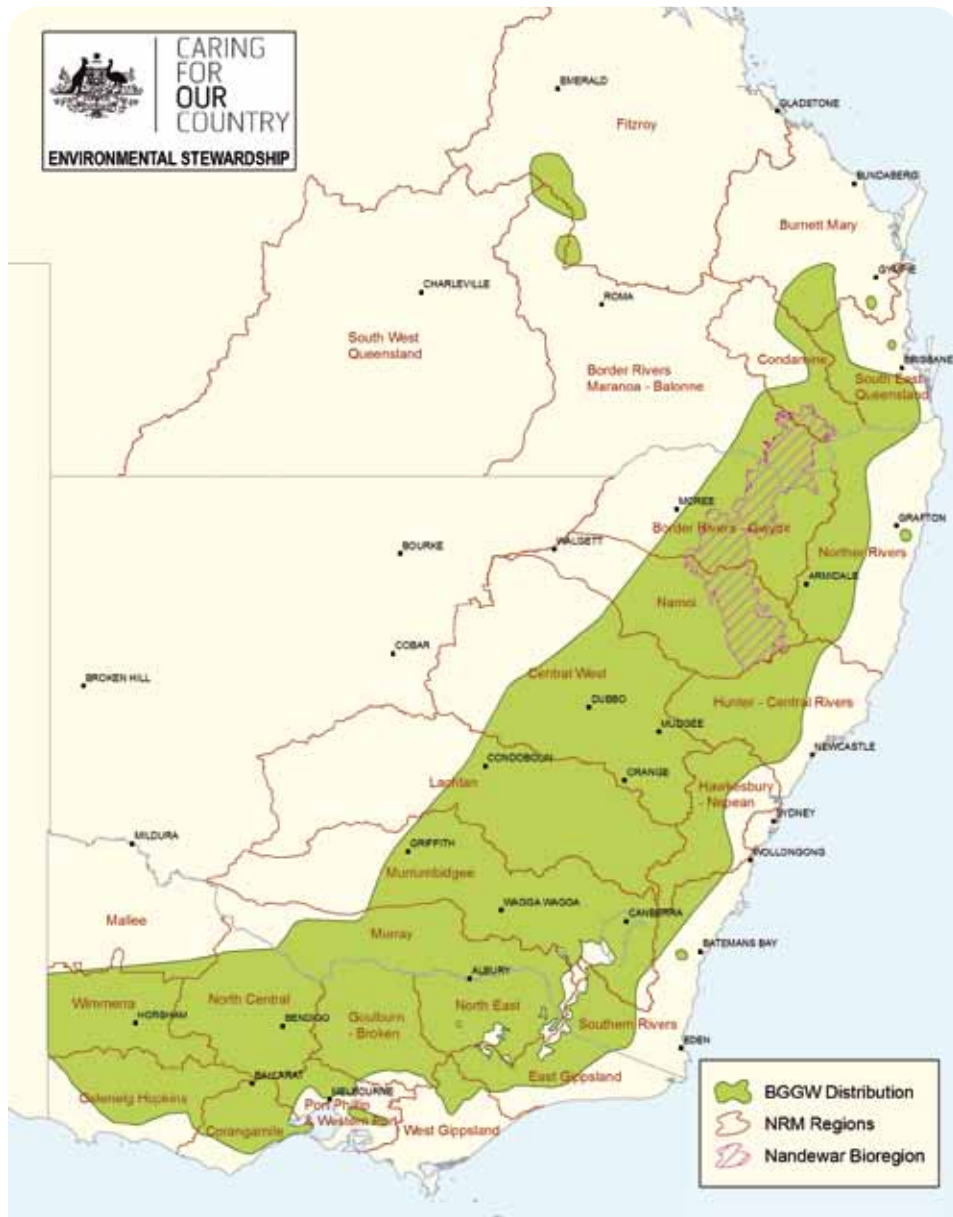 CARING
FOR
OUR
COUNTRY
ENVIRONMENTAL STEWARDSHIP
EMERALD
GLADSTONE
Fitzroy
BUNDABERG
Burnett Mary
GYMPIE
CHARLEVILLE
ROMA
South West
Queensland
Condamine
BRISBANE
Border Rivers
Maranoa - Balonne
South East
Queensland
MOREE
Border Rivers - Gwydir
GRAFTON
BOURKE
WALGETT
Norther Rivers
ARMIDALE
Namoi
COBAR
BROKEN HILL
Central West
DUBBO
Hunter - Central Rivers
MUDGEE
NEWCASTLE
CONDOBOLIN
ORANGE
Lachlan
Hawkesbury
- Nepean
SYDNEY
MILDURA
GRIFFITH
WOLLONGONG
Murrumbidgee
WAGGA WAGGA
CANBERRA
Mallee
Murray
BATEMANS BAY
ALBURY
Wimmera
North Central
North East
HORSHAM
BENDIGO
Goulburn
- Broken
Southern Rivers
EDEN
East Gippsland
BALLARAT
MELBOURNE
Glenelg Hopkins
Port Phillip
& Western Port
Corangamite
West Gippsland
BGGW Distribution
NRM Regions
Nandewar Bioregion